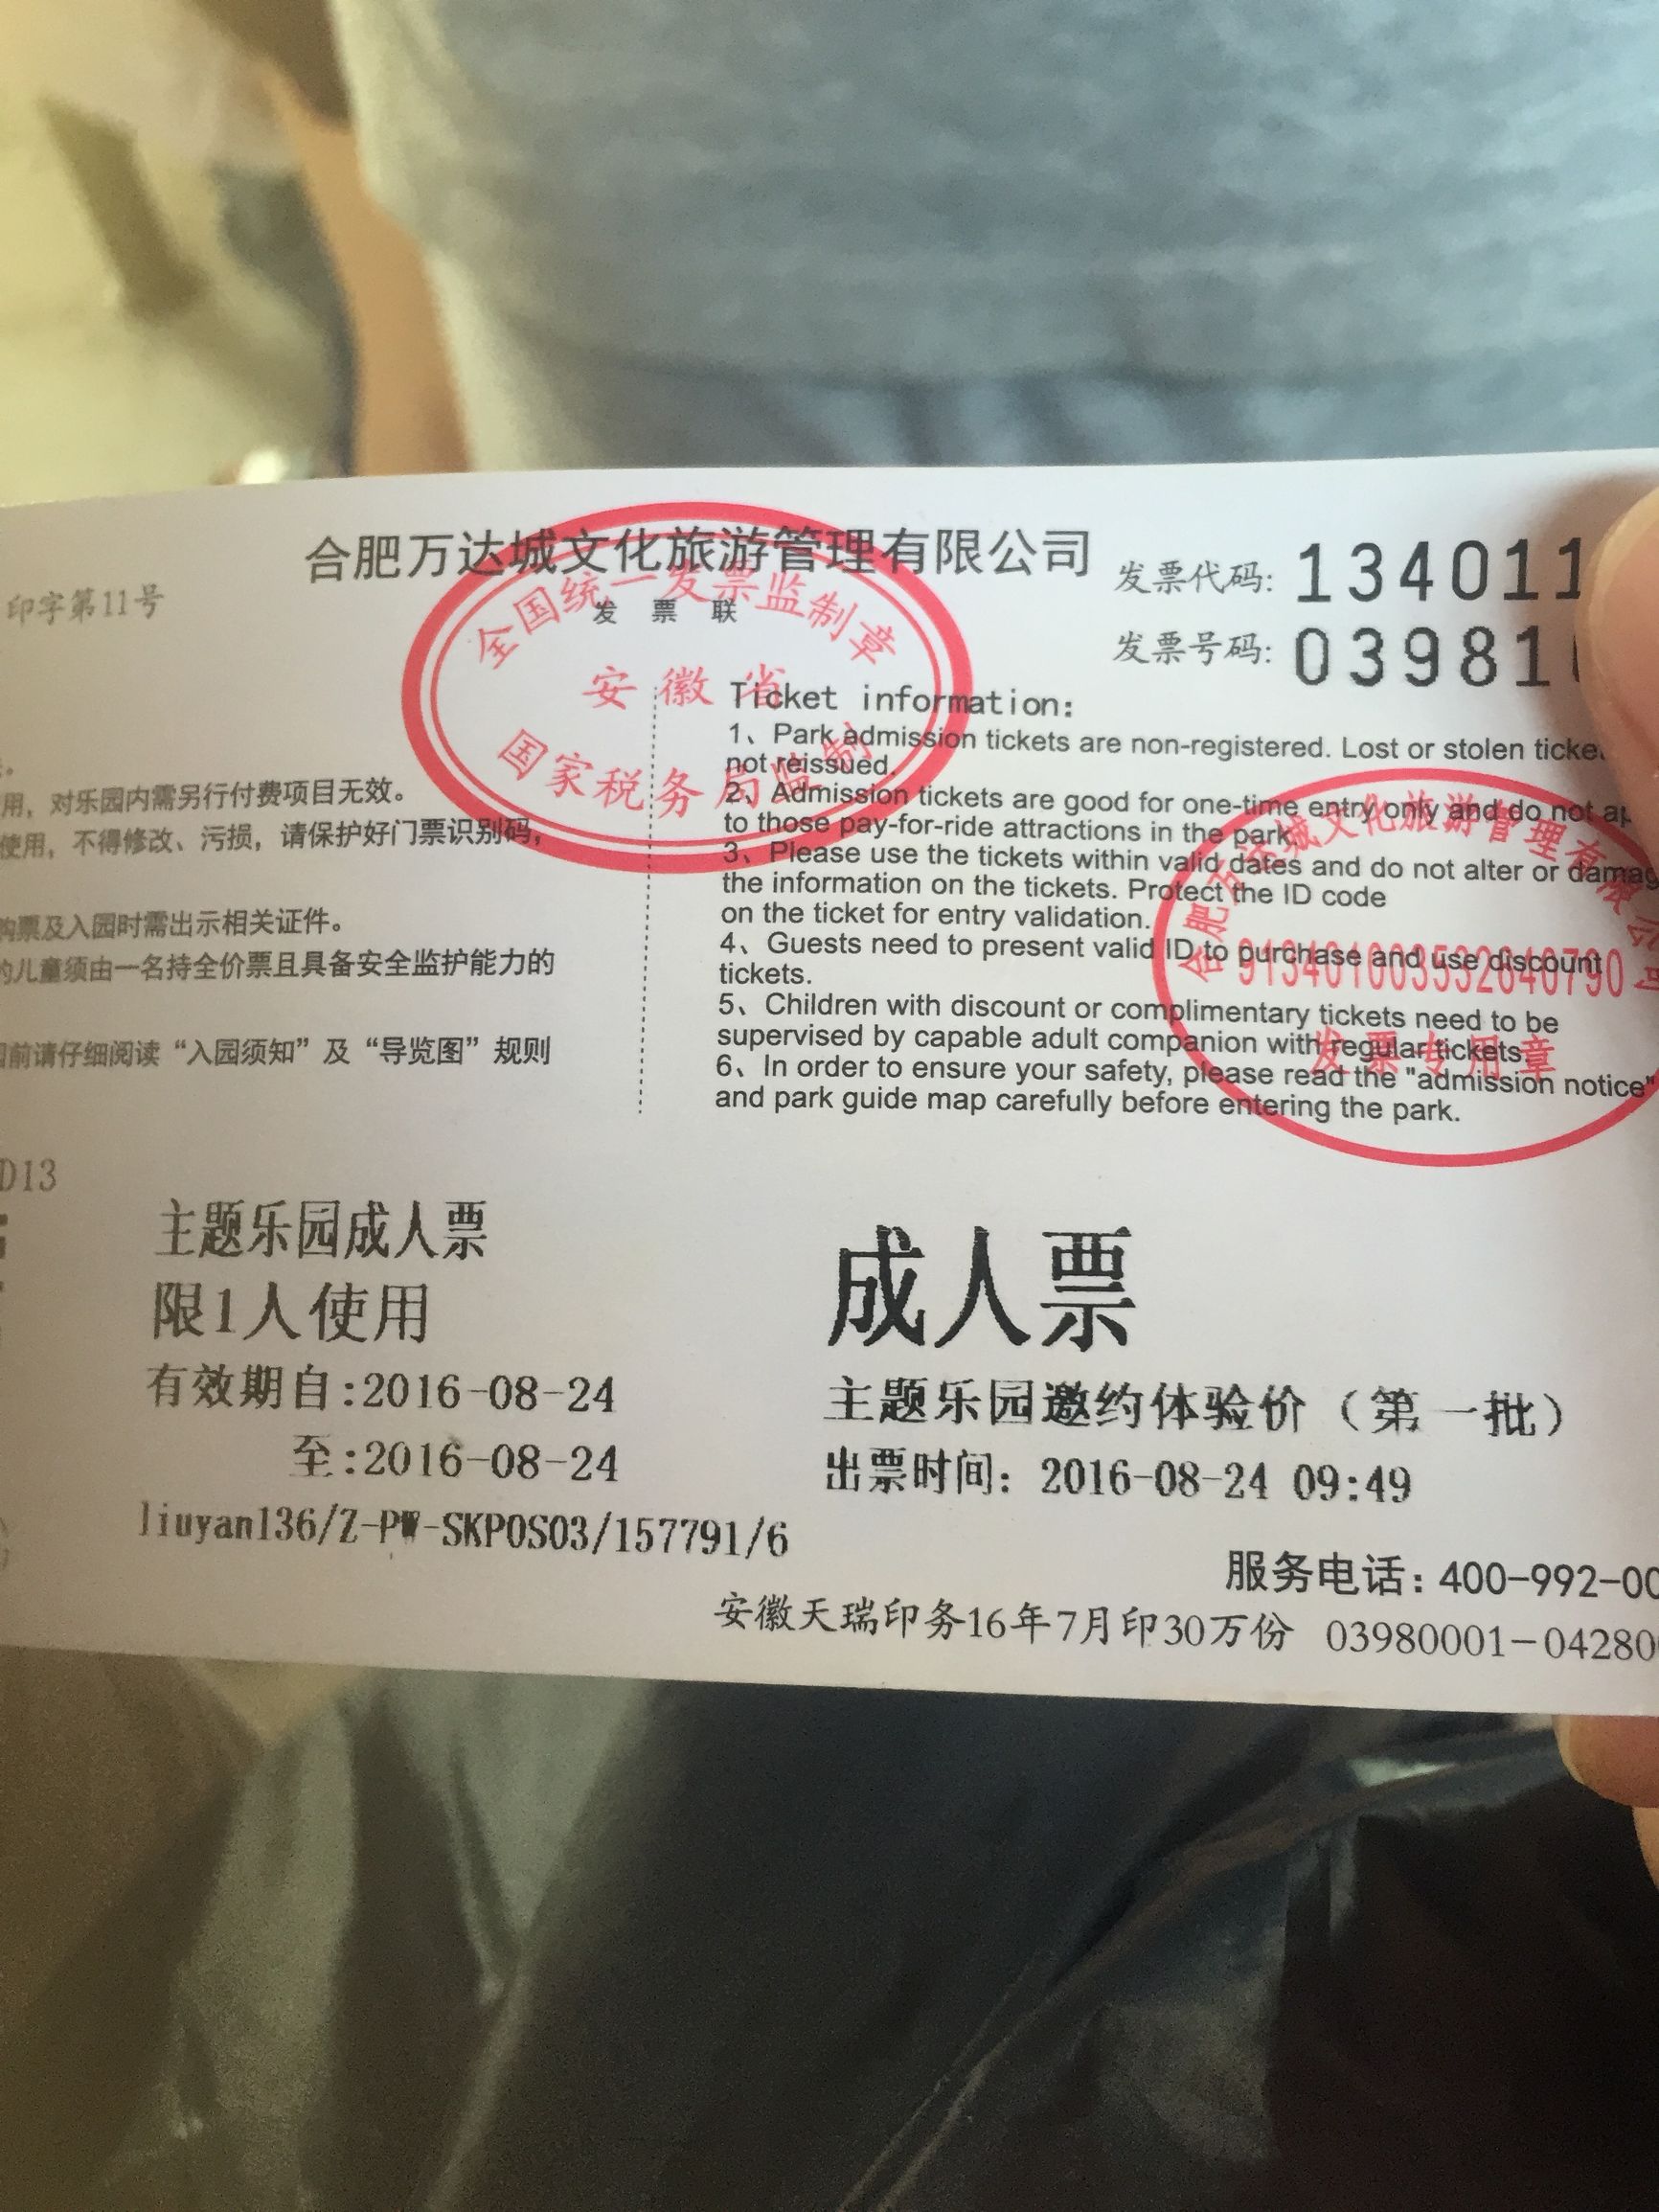 合肥万达城文化旅游管理有限公司
印字第11号
发票联
全国统一发票监制章
安徽省
国家税务局监制
发票代码: 134011
发票号码: 03981
用，对乐园内需另行付费项目无效。
使用，不得修改、污损，请保护好门票识别码，
购票及入园时需出示相关证件。
的儿童须由一名持全价票且具备安全监护能力的
前请仔细阅读“入园须知”及“导览图”规则
Ticket information:
1、Park admission tickets are non-registered. Lost or stolen
not reissued.
2、Admission tickets are good for one-time entry only and do not
to those pay-for-ride attractions in the park.
3、Please use the tickets within valid dates and do not alter or
the information on the tickets. Protect the ID code
on the ticket for entry validation.
4、Guests need to present valid ID to purchase and use discount
tickets.
5、Children with discount or complimentary tickets need to be
supervised by capable adult companion with regular tickets.
6、In order to ensure your safety, please read the "admission notice"
and park guide map carefully before entering the park.
合肥万达城文化旅游管理有限公司
发票专用章
D13
主题乐园成人票
限1人使用
有效期自:2016-08-24
至:2016-08-24
liuyan136/Z-PW-SKPOS03/157791/6
成人票
主题乐园邀约体验价（第一批）
出票时间: 2016-08-24 09:49
服务电话: 400-992-00
安徽天瑞印务16年7月印30万份 03980001-04280